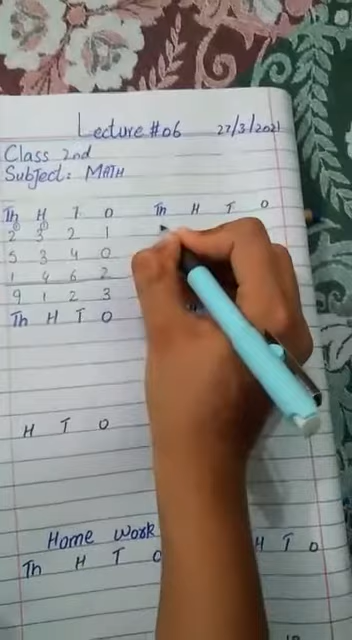 Lecture #06 27/3/2021
Class 2nd
Subject: MATH
Th H T O Th H T O
2 3 2 1
5 3 4 0
1 4 6 2
9 1 2 3
Th H T O
H T O
Home Work
Th H T O H T O